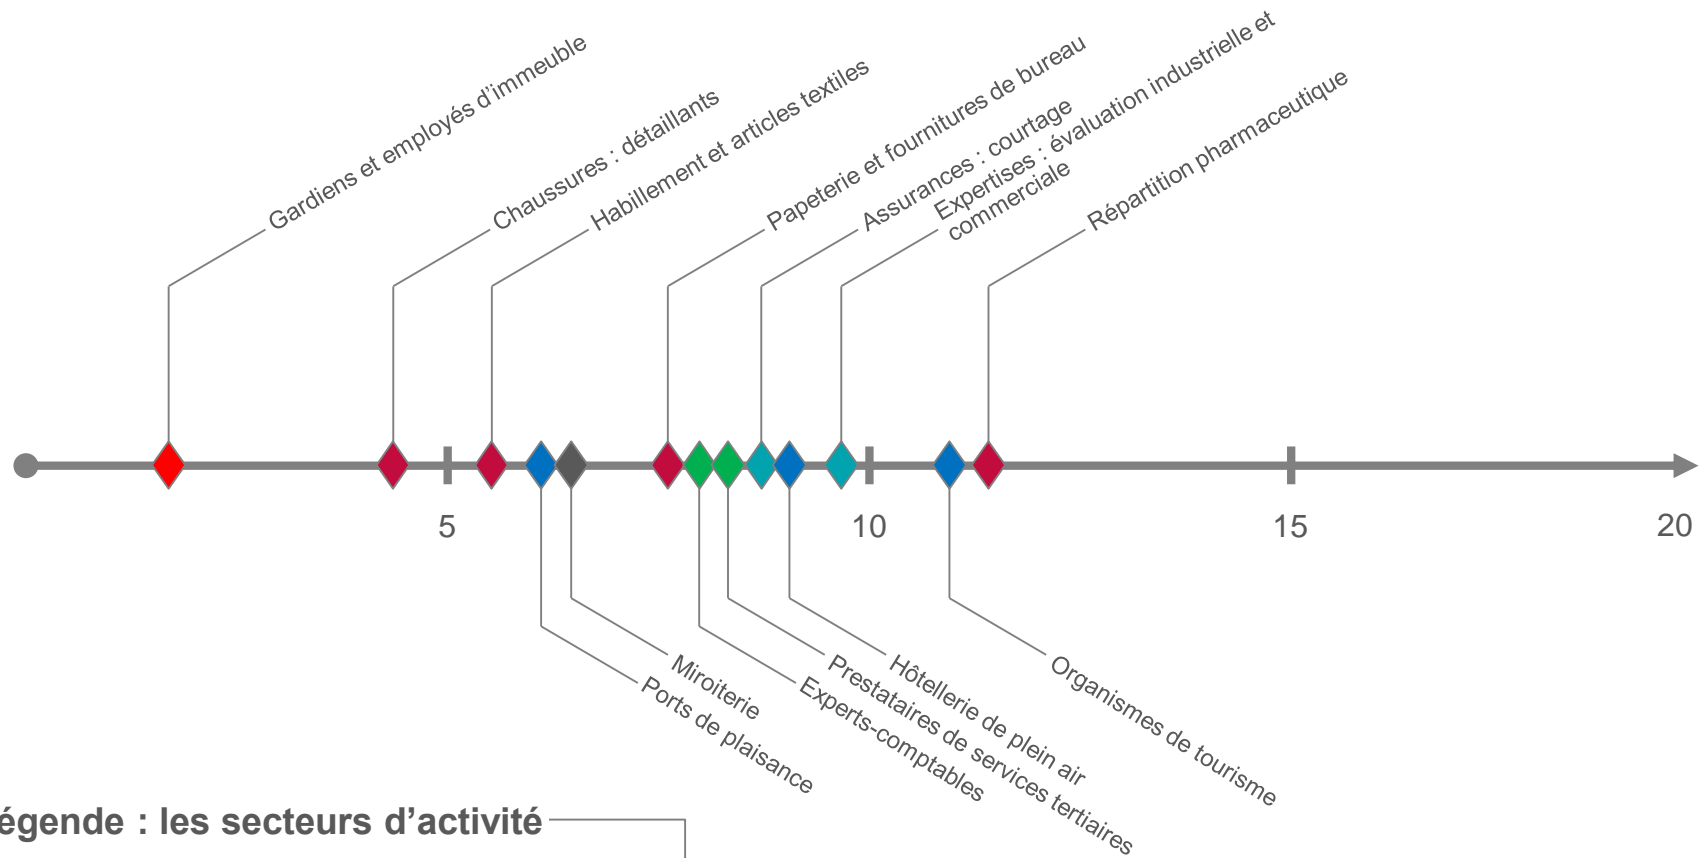 Gardiens et employés d’immeuble
Chaussures : détaillants
Habillement et articles textiles
Papeterie et fournitures de bureau
Assurances : courtage
Expertises : évaluation industrielle et
commerciale
Répartition pharmaceutique
5
10
15
20
Ports de plaisance
Miroiterie
Experts-comptables
Prestataires de services tertiaires
Hôtellerie de plein air
Organismes de tourisme
égende : les secteurs d’activité